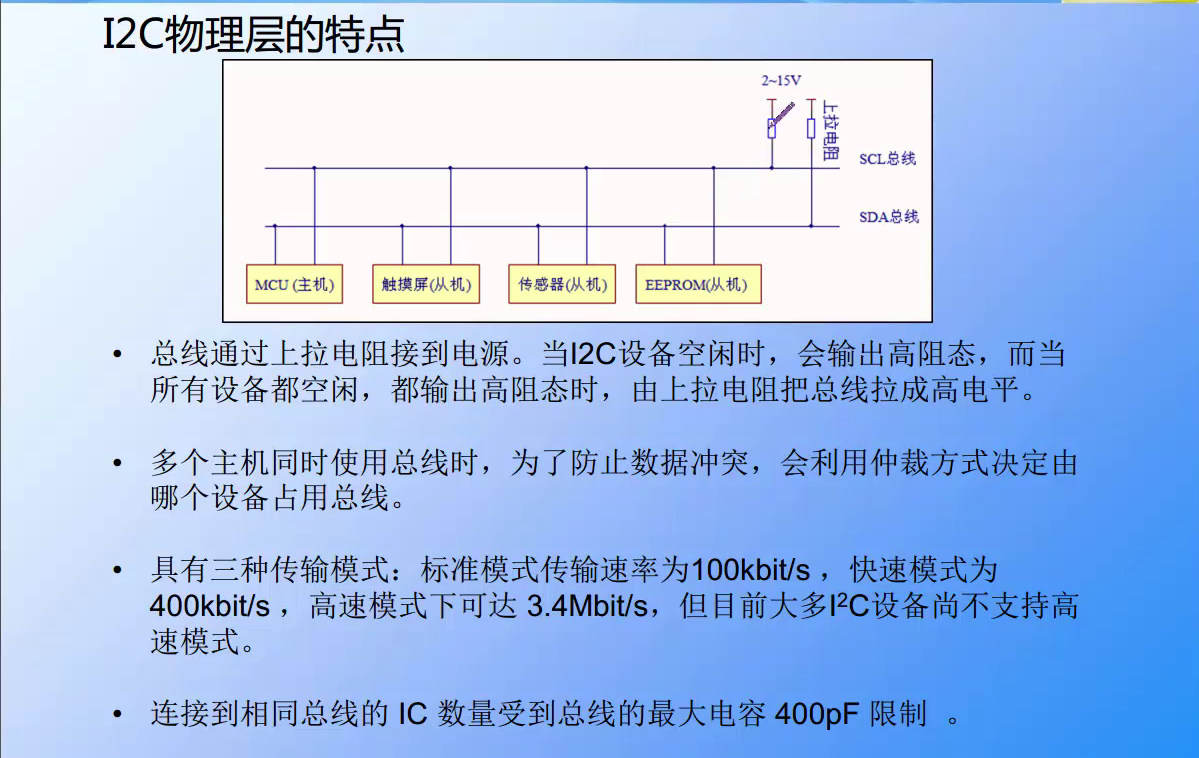 I2C物理层的特点
2~15V
上拉电阻
SCL总线
SDA总线
MCU (主机)
触摸屏(从机)
传感器(从机)
EEPROM(从机)
• 总线通过上拉电阻接到电源。当I2C设备空闲时，会输出高阻态，而当
所有设备都空闲，都输出高阻态时，由上拉电阻把总线拉成高电平。
• 多个主机同时使用总线时，为了防止数据冲突，会利用仲裁方式决定由
哪个设备占用总线。
• 具有三种传输模式：标准模式传输速率为100kbit/s ，快速模式为
400kbit/s ，高速模式下可达 3.4Mbit/s，但目前大多I²C设备尚不支持高
速模式。
• 连接到相同总线的 IC 数量受到总线的最大电容 400pF 限制 。